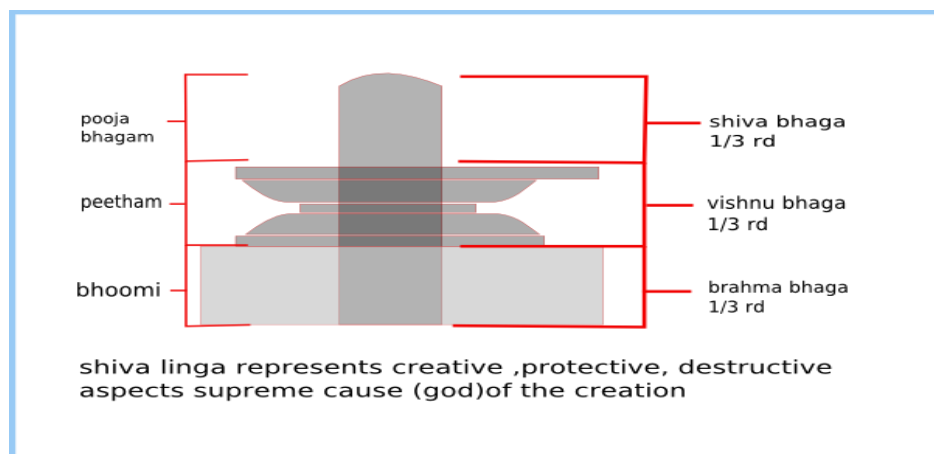 pooja
bhagam
shiva bhaga
1/3 rd
peetham
vishnu bhaga
1/3 rd
bhoomi
brahma bhaga
1/3 rd
shiva linga represents creative ,protective, destructive
aspects supreme cause (god)of the creation